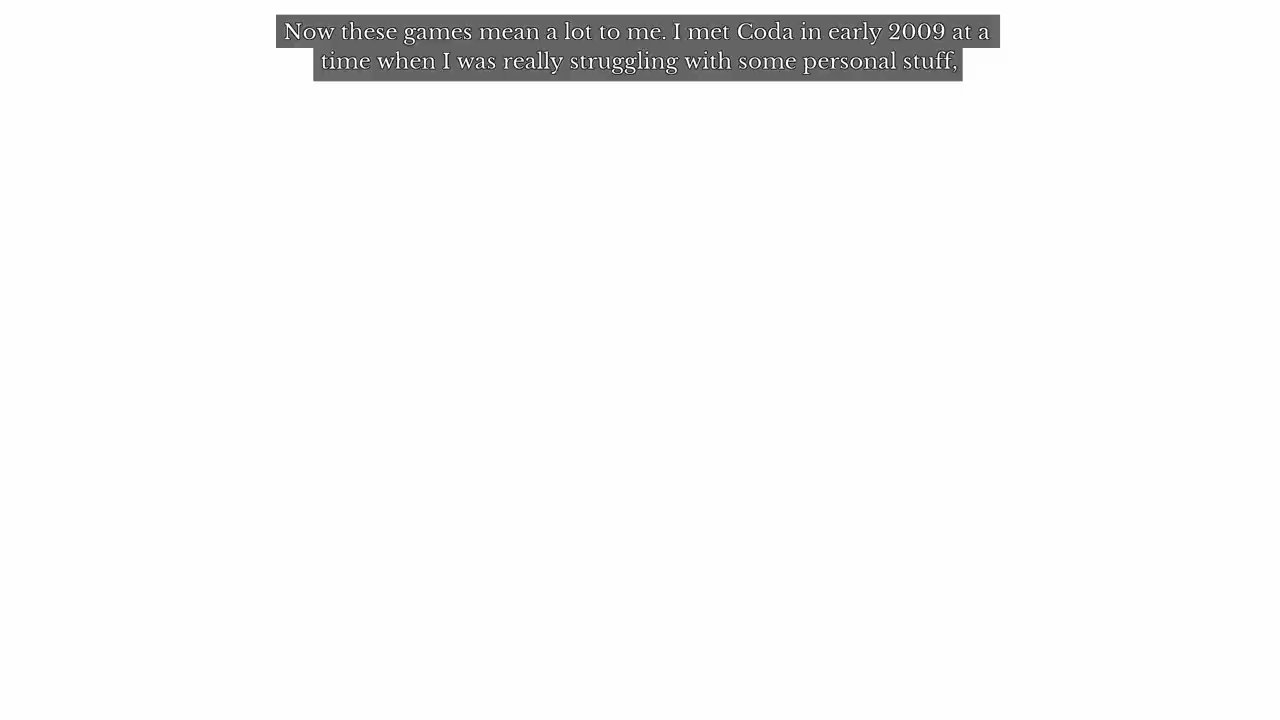 Now these games mean a lot to me. I met Coda in early 2009 at a
time when I was really struggling with some personal stuff,